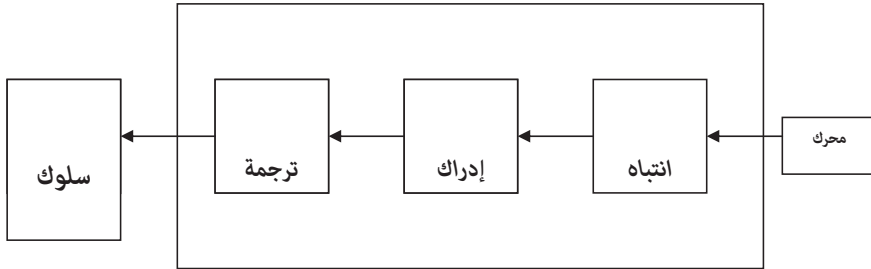 محرك
انتباه
إدراك
ترجمة
سلوك